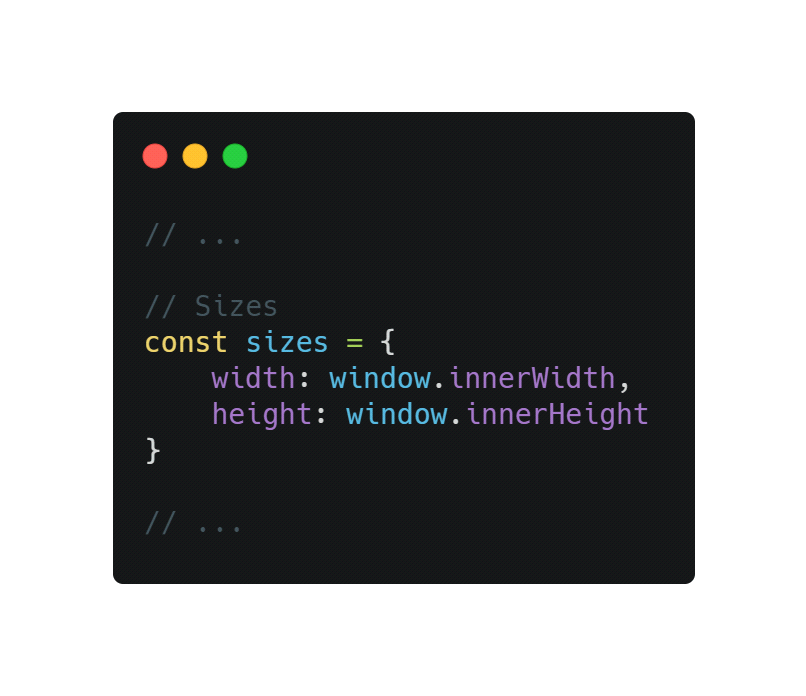 // ...
// Sizes
const sizes = {
    width: window.innerWidth,
    height: window.innerHeight
}
// ...